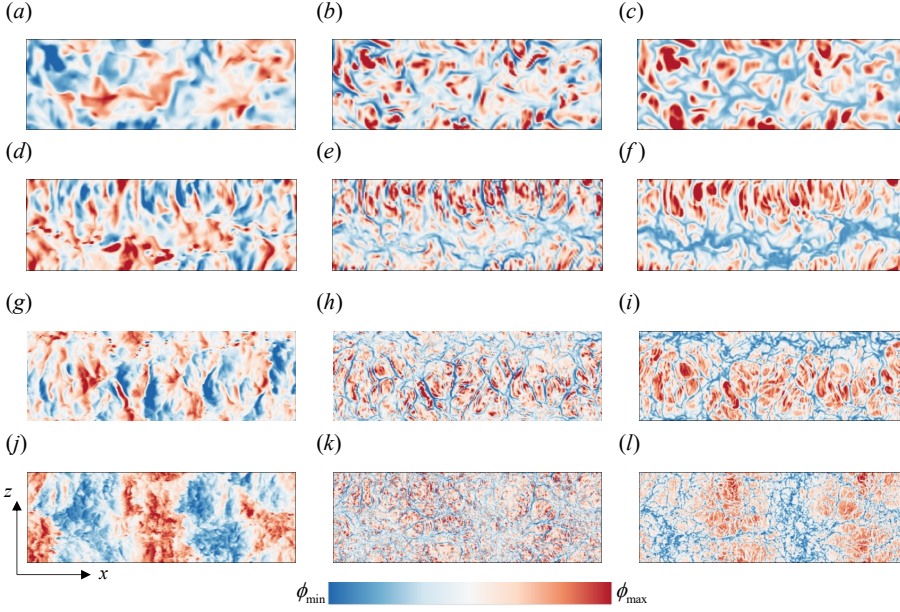 (a) (b) (c)
(d) (e) (f)
(g) (h) (i)
(j) (k) (l)
z
x
ϕmin ϕmax